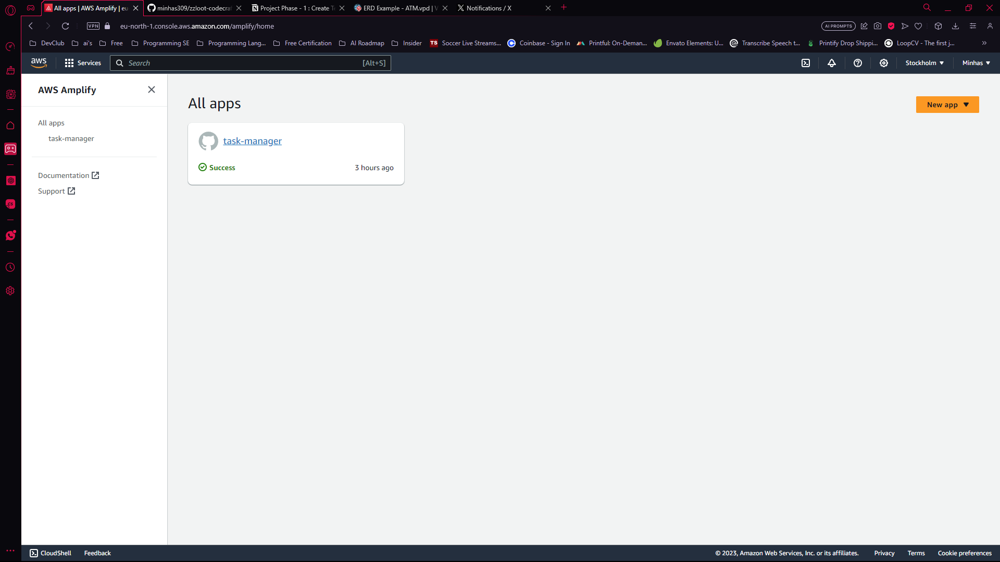 All apps | AWS Amplify | eu-
minhas309/zzloot-codecraf
Project Phase - 1 : Create Te
ERD Example - ATM.vpd | V
Notifications / X
VPN
eu-north-1.console.aws.amazon.com/amplify/home
AI PROMPTS
DevClub
ai's
Free
Programming SE
Programming Lang...
Free Certification
AI Roadmap
Insider
TS
Soccer Live Streams...
Coinbase - Sign In
Printful: On-Deman...
Envato Elements: U...
Transcribe Speech t...
Printify Drop Shippi...
LoopCV - The first j...
aws
Services
Search
[Alt+S]
Stockholm
Minhas
AWS Amplify
All apps
task-manager
Documentation
Support
All apps
New app
task-manager
Success
3 hours ago
CloudShell
Feedback
© 2023, Amazon Web Services, Inc. or its affiliates.
Privacy
Terms
Cookie preferences